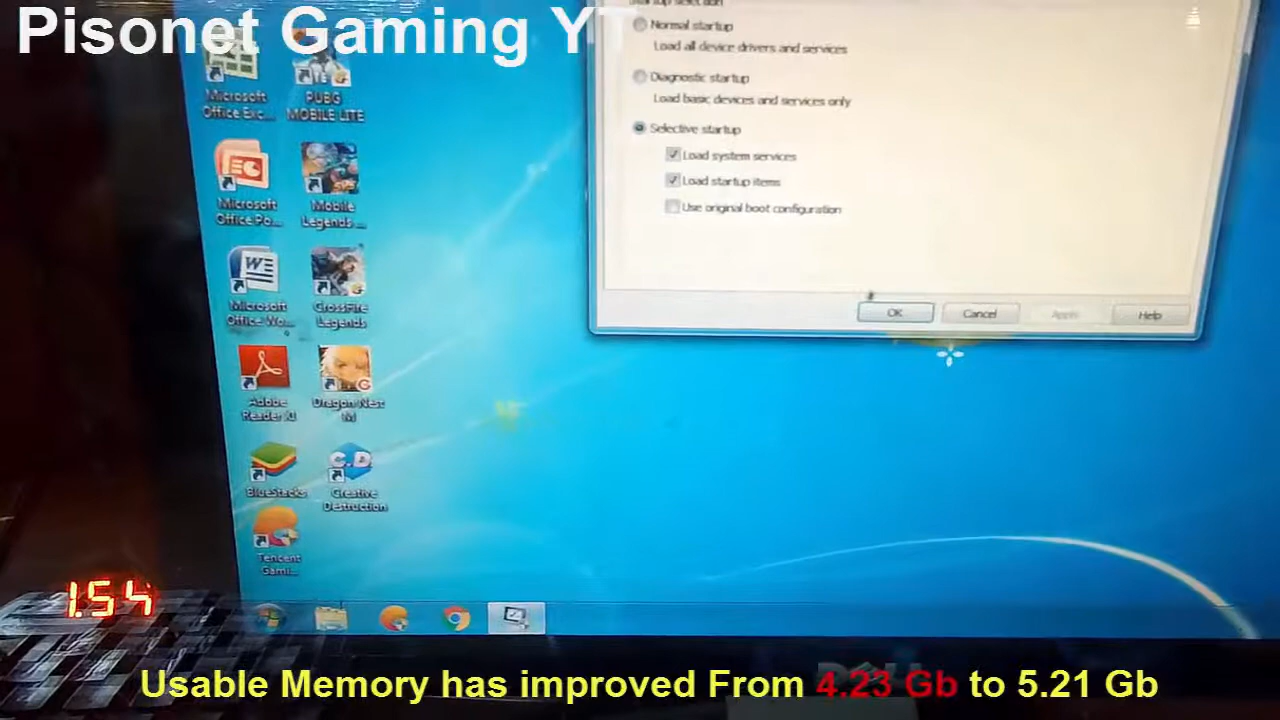 Pisonet Gaming Y
Normal startup
Load all device drivers and services
Diagnostic startup
Load basic devices and services only
Selective startup
Load system services
Load startup items
Use original boot configuration
OK Cancel Apply Help
Microsoft
Office Exc...
PUBG
MOBILE LITE
Microsoft
Office Po...
Mobile
Legends ...
Microsoft
Office Wo...
CrossFire
Legends
Adobe
Reader XI
Dragon Nest
M
BlueStacks
C.D
Creative
Destruction
Tencent
Gami...
1.54
DELL
Usable Memory has improved From 4.23 Gb to 5.21 Gb